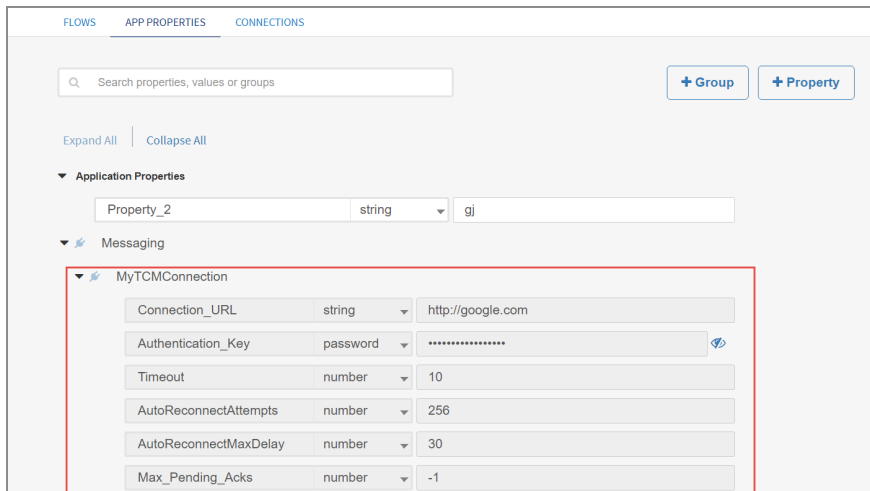 FLOWS APP PROPERTIES CONNECTIONS
Search properties, values or groups
+ Group + Property
Expand All Collapse All
Application Properties
Property_2 string gj
Messaging
MyTCMConnection
Connection_URL string http://google.com
Authentication_Key password ••••••••••••••••
Timeout number 10
AutoReconnectAttempts number 256
AutoReconnectMaxDelay number 30
Max_Pending_Acks number -1